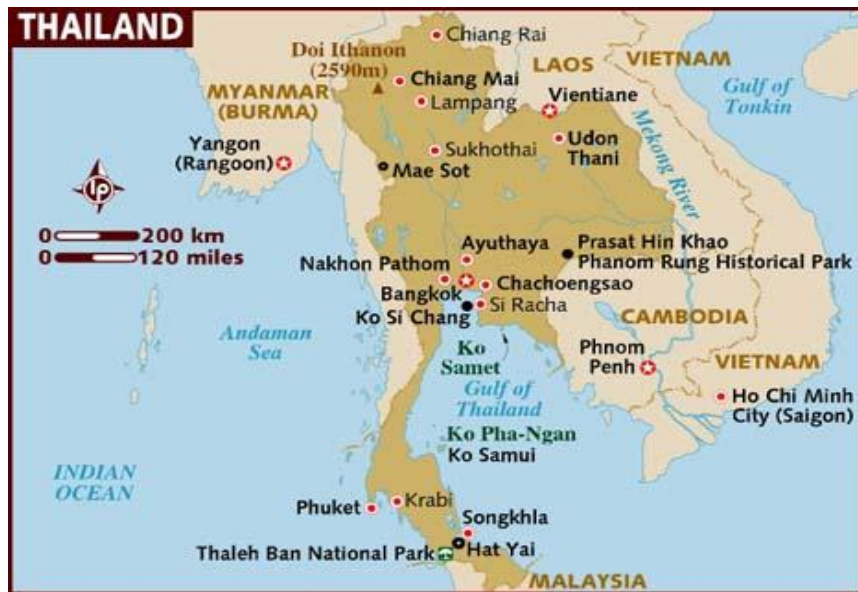 THAILAND
Chiang Rai
Doi Ithanon
(2590m)
Chiang Mai
LAOS
VIETNAM
Gulf of
Tonkin
MYANMAR
(BURMA)
Lampang
Vientiane
Yangon
(Rangoon)
Sukhothai
Udon
Thani
Mekong River
Mae Sot
lp
0 200 km
0 120 miles
Ayuthaya
Prasat Hin Khao
Phanom Rung Historical Park
Nakhon Pathom
Bangkok
Chachoengsao
Ko Si Chang
Si Racha
CAMBODIA
Andaman
Sea
Ko
Samet
Phnom
Penh
VIETNAM
Gulf of
Thailand
Ho Chi Minh
City (Saigon)
Ko Pha-Ngan
Ko Samui
INDIAN
OCEAN
Phuket
Krabi
Songkhla
Thaleh Ban National Park
Hat Yai
MALAYSIA